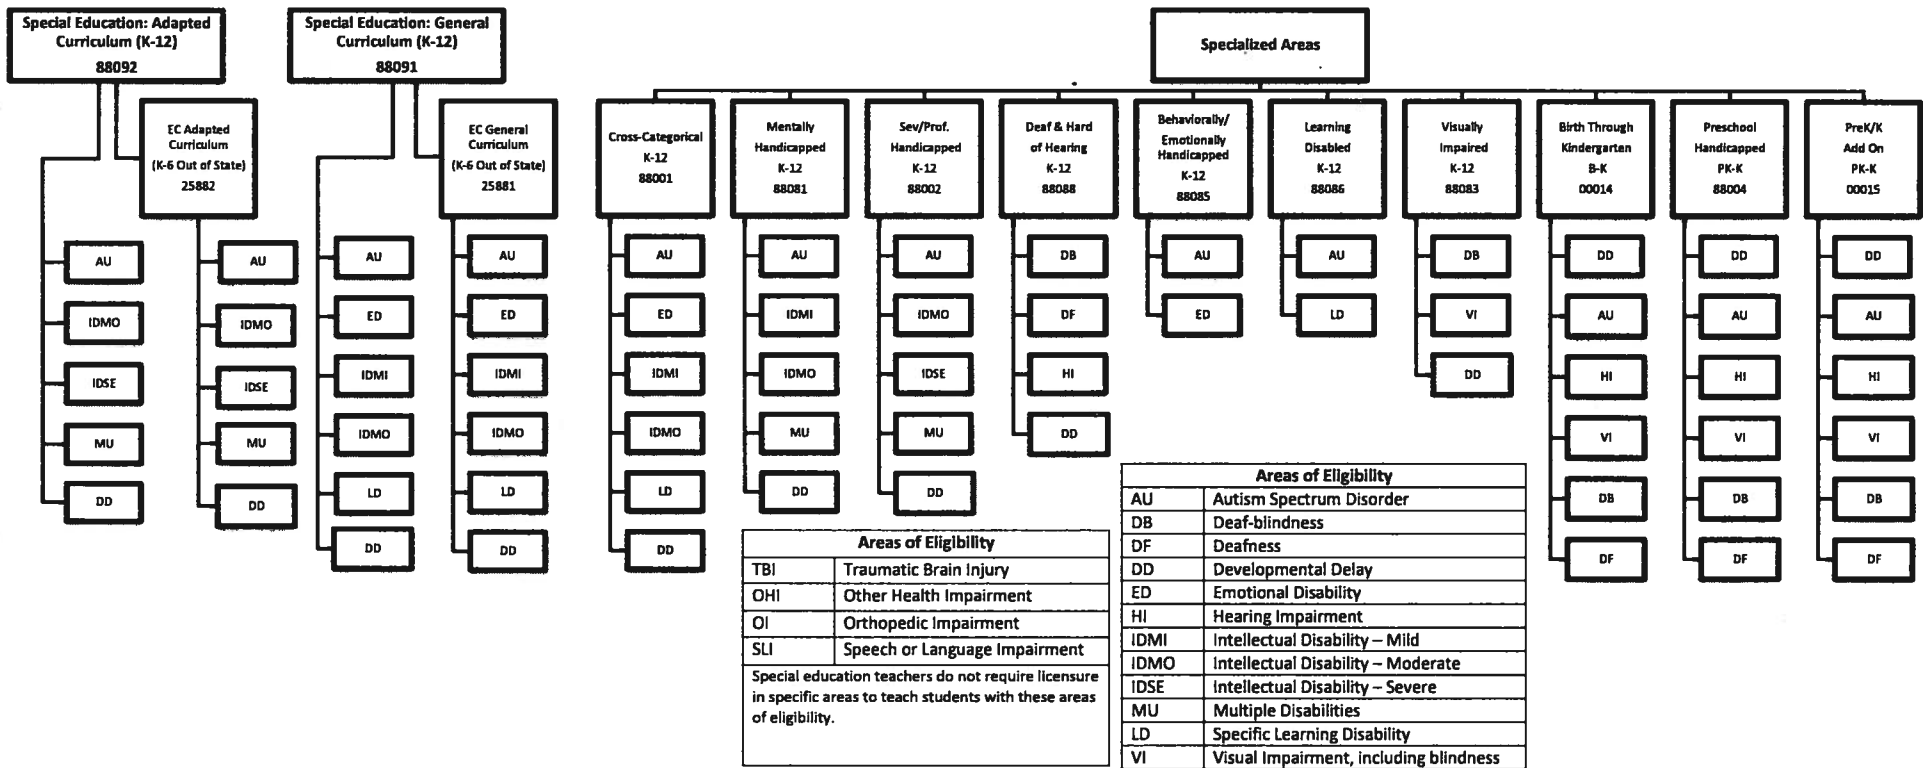 Special Education: Adapted
Curriculum (K-12)
88092
EC Adapted
Curriculum
(K-6 Out of State)
25882
AU
IDMO
IDSE
MU
DD
AU
IDMO
IDSE
MU
DD
Special Education: General
Curriculum (K-12)
88091
EC General
Curriculum
(K-6 Out of State)
25881
AU
ED
IDMI
IDMO
LD
DD
AU
ED
IDMI
IDMO
LD
DD
Specialized Areas
Cross-Categorical
K-12
88001
AU
ED
IDMI
IDMO
LD
DD
Mentally
Handicapped
K-12
88081
AU
IDMI
IDMO
MU
DD
Sev/Prof.
Handicapped
K-12
88002
AU
IDMO
IDSE
MU
DD
Deaf & Hard
of Hearing
K-12
88088
DB
DF
HI
DD
Behaviorally/
Emotionally
Handicapped
K-12
88085
AU
ED
Learning
Disabled
K-12
88086
AU
LD
Visually
Impaired
K-12
88083
DB
VI
DD
Birth Through
Kindergarten
B-K
00014
DD
AU
HI
VI
DB
DF
Preschool
Handicapped
PK-K
88004
DD
AU
HI
VI
DB
DF
PreK/K
Add On
PK-K
00015
DD
AU
HI
VI
DB
DF
Areas of Eligibility
TBI Traumatic Brain Injury
OHI Other Health Impairment
OI Orthopedic Impairment
SLI Speech or Language Impairment
Special education teachers do not require licensure
in specific areas to teach students with these areas
of eligibility.
Areas of Eligibility
AU Autism Spectrum Disorder
DB Deaf-blindness
DF Deafness
DD Developmental Delay
ED Emotional Disability
HI Hearing Impairment
IDMI Intellectual Disability – Mild
IDMO Intellectual Disability – Moderate
IDSE Intellectual Disability – Severe
MU Multiple Disabilities
LD Specific Learning Disability
VI Visual Impairment, including blindness